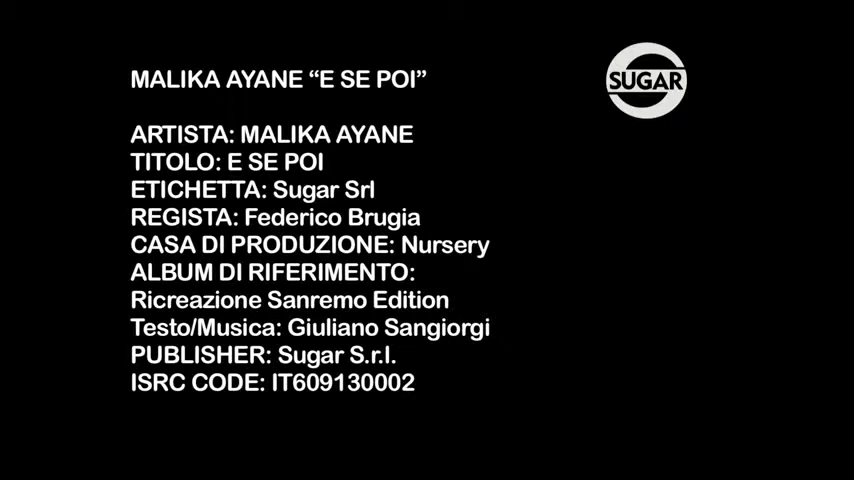 MALIKA AYANE “E SE POI”
SUGAR
ARTISTA: MALIKA AYANE
TITOLO: E SE POI
ETICHETTA: Sugar Srl
REGISTA: Federico Brugia
CASA DI PRODUZIONE: Nursery
ALBUM DI RIFERIMENTO:
Ricreazione Sanremo Edition
Testo/Musica: Giuliano Sangiorgi
PUBLISHER: Sugar S.r.l.
ISRC CODE: IT609130002